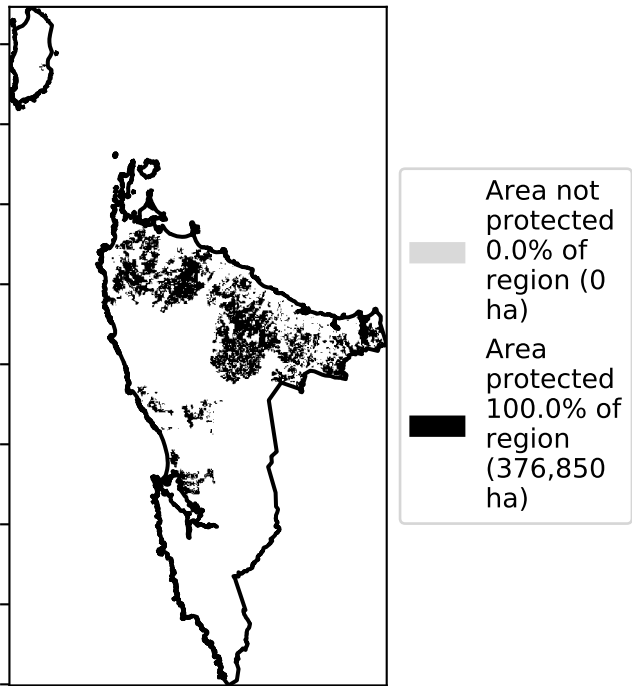 Area not
protected
0.0% of
region (0
ha)
Area
protected
100.0% of
region
(376,850
ha)